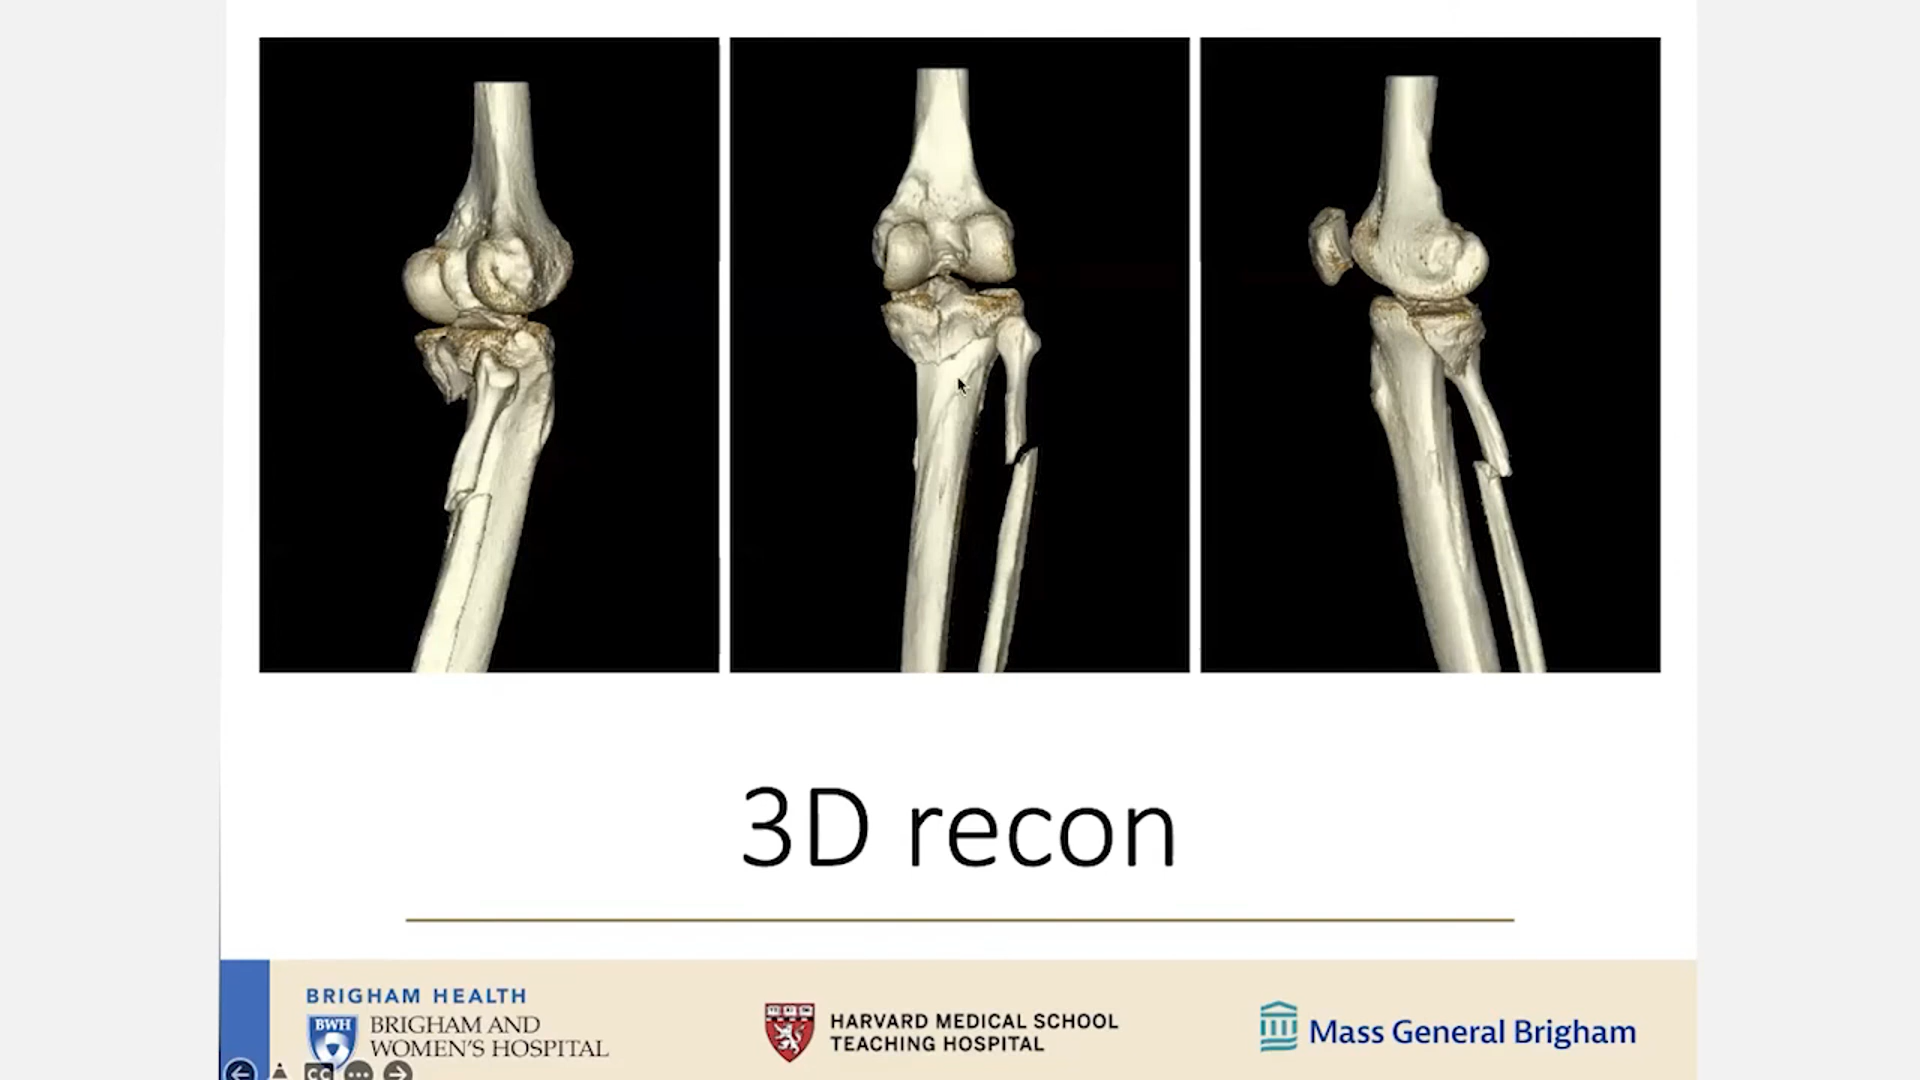 3D recon
BRIGHAM HEALTH
BWH
BRIGHAM AND
WOMEN'S HOSPITAL
HARVARD MEDICAL SCHOOL
TEACHING HOSPITAL
Mass General Brigham
CC